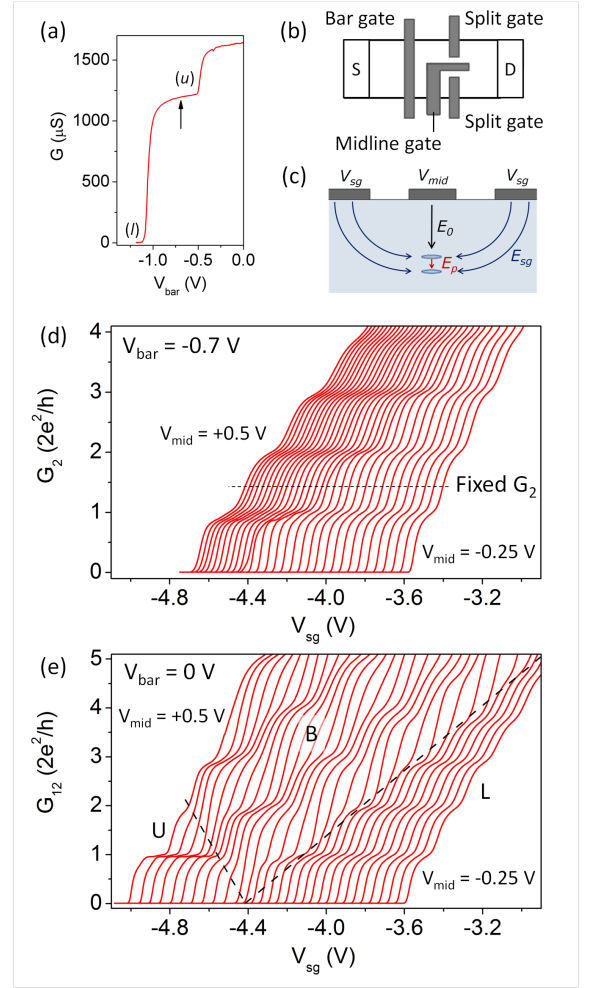 (a)
G (μS)
1500
1000
500
0
(u)
(l)
-1.0
-0.5
0.0
V_bar (V)
(b)
Bar gate
Split gate
S
D
Split gate
Midline gate
(c)
V_sg
V_mid
V_sg
E_0
E_p
E_sg
(d)
V_bar = -0.7 V
V_mid = +0.5 V
Fixed G_2
V_mid = -0.25 V
G_2 (2e^2/h)
4
3
2
1
0
-4.8
-4.4
-4.0
-3.6
-3.2
V_sg (V)
(e)
V_bar = 0 V
V_mid = +0.5 V
B
U
L
V_mid = -0.25 V
G_12 (2e^2/h)
5
4
3
2
1
0
-4.8
-4.4
-4.0
-3.6
-3.2
V_sg (V)